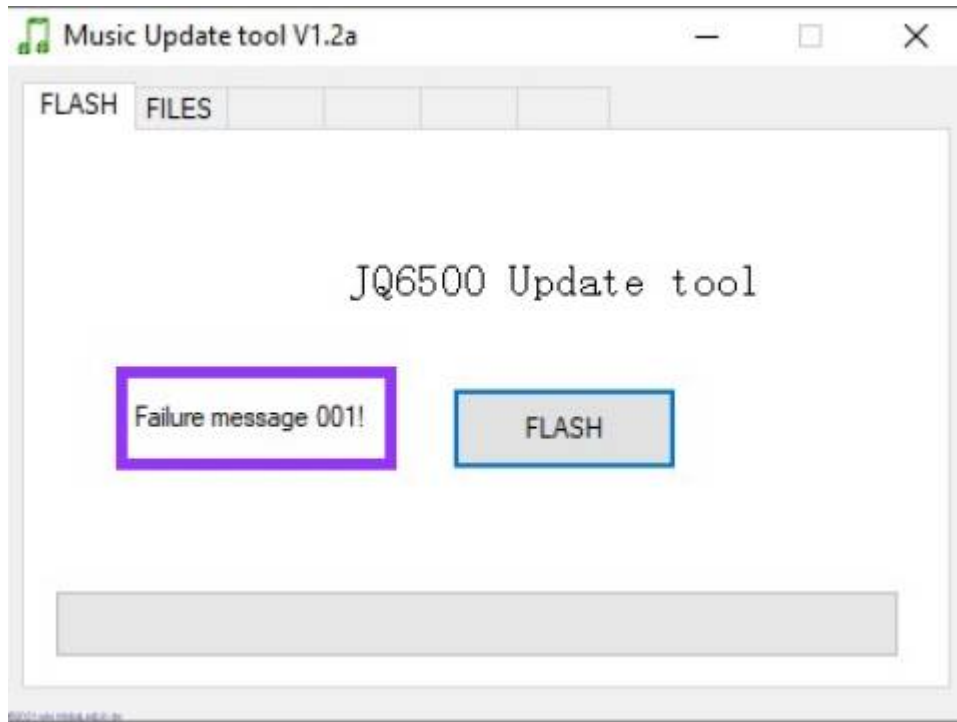 Music Update tool V1.2a
FLASH FILES
JQ6500 Update tool
Failure message 001!
FLASH